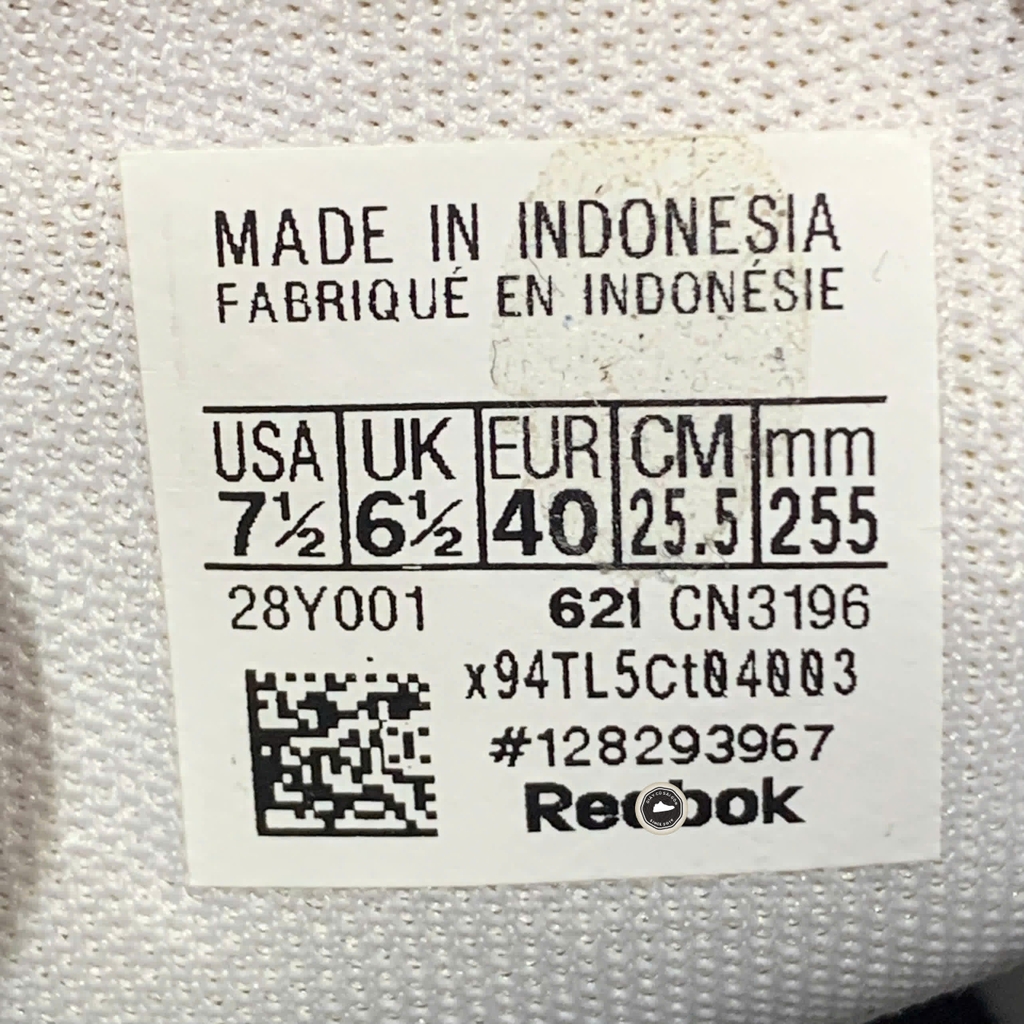 MADE IN INDONESIA
FABRIQUÉ EN INDONÉSIE
USA UK EUR CM mm
7½ 6½ 40 25.5 255
28Y001 621 CN3196
x94TL5Ct04003
#128293967
Reebok